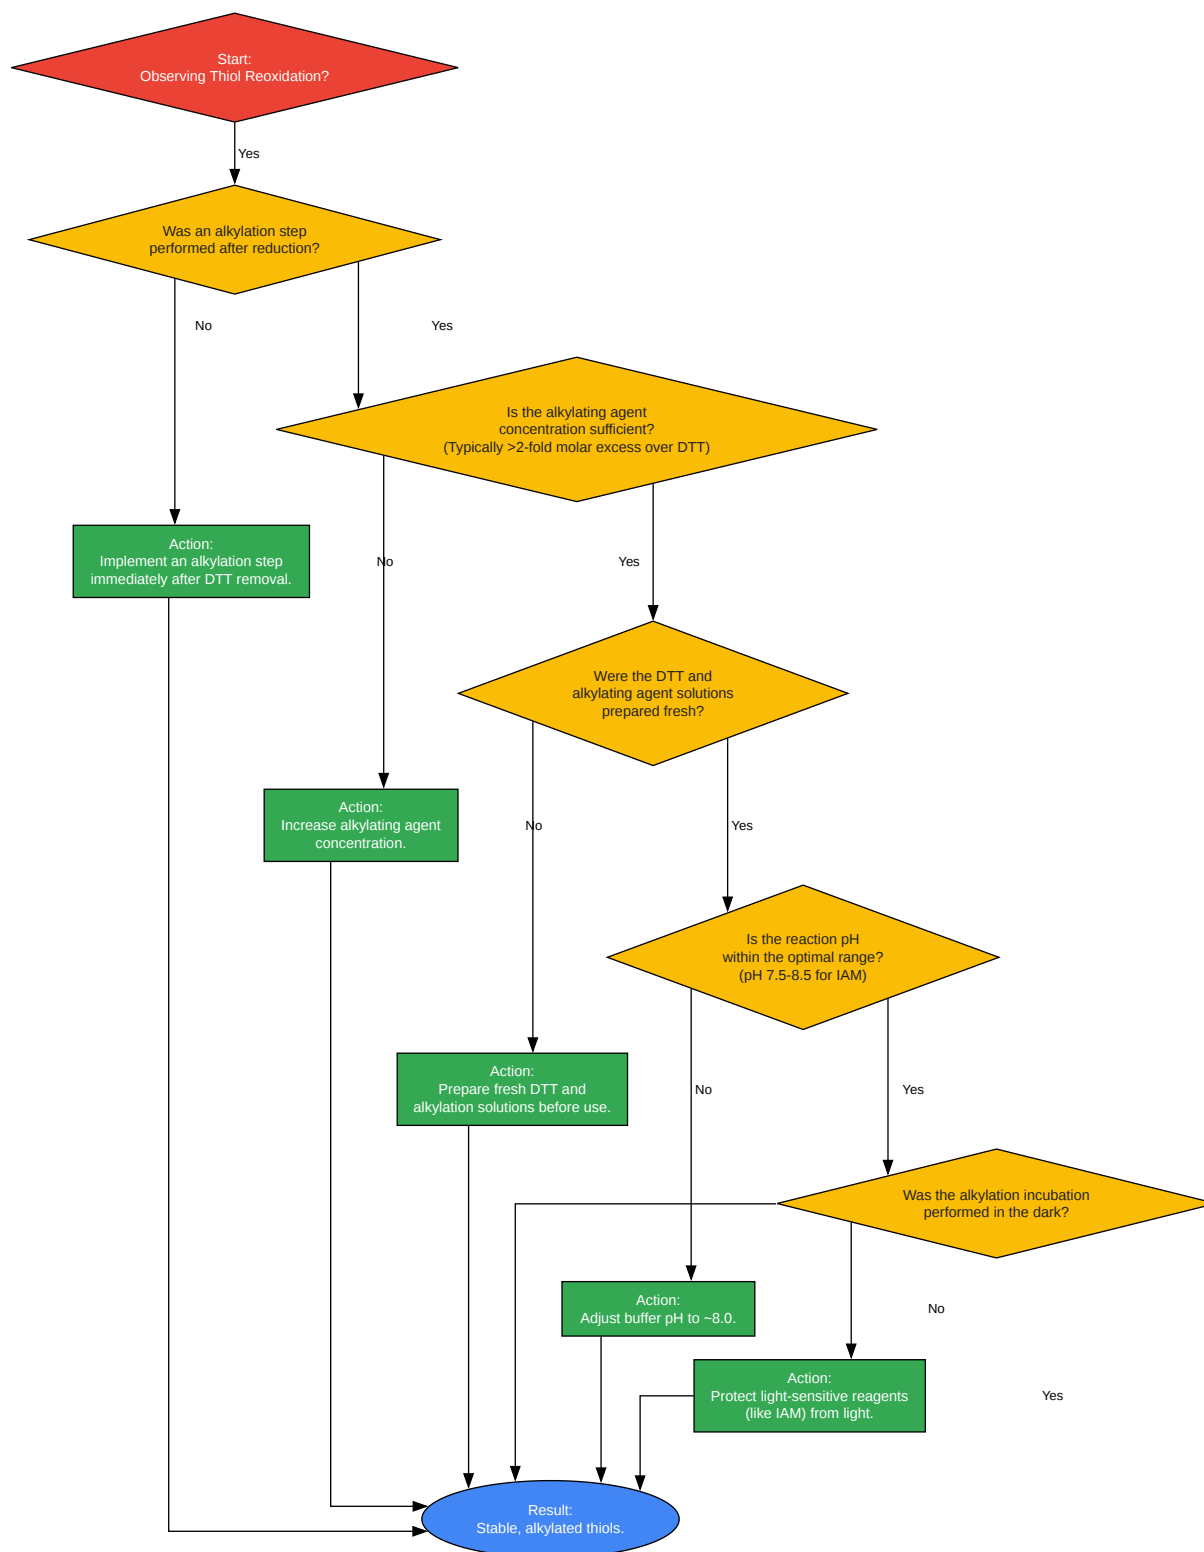 Start:
Observing Thiol Reoxidation?
Yes
Was an alkylation step
performed after reduction?
No
Yes
Is the alkylating agent
concentration sufficient?
(Typically >2-fold molar excess over DTT)
Action:
Implement an alkylation step
immediately after DTT removal.
No
Yes
Were the DTT and
alkylating agent solutions
prepared fresh?
Action:
Increase alkylating agent
concentration.
No
Yes
Is the reaction pH
within the optimal range?
(pH 7.5-8.5 for IAM)
Action:
Prepare fresh DTT and
alkylation solutions before use.
No
Yes
Was the alkylation incubation
performed in the dark?
Action:
Adjust buffer pH to ~8.0.
No
Action:
Protect light-sensitive reagents
(like IAM) from light.
Yes
Result:
Stable, alkylated thiols.